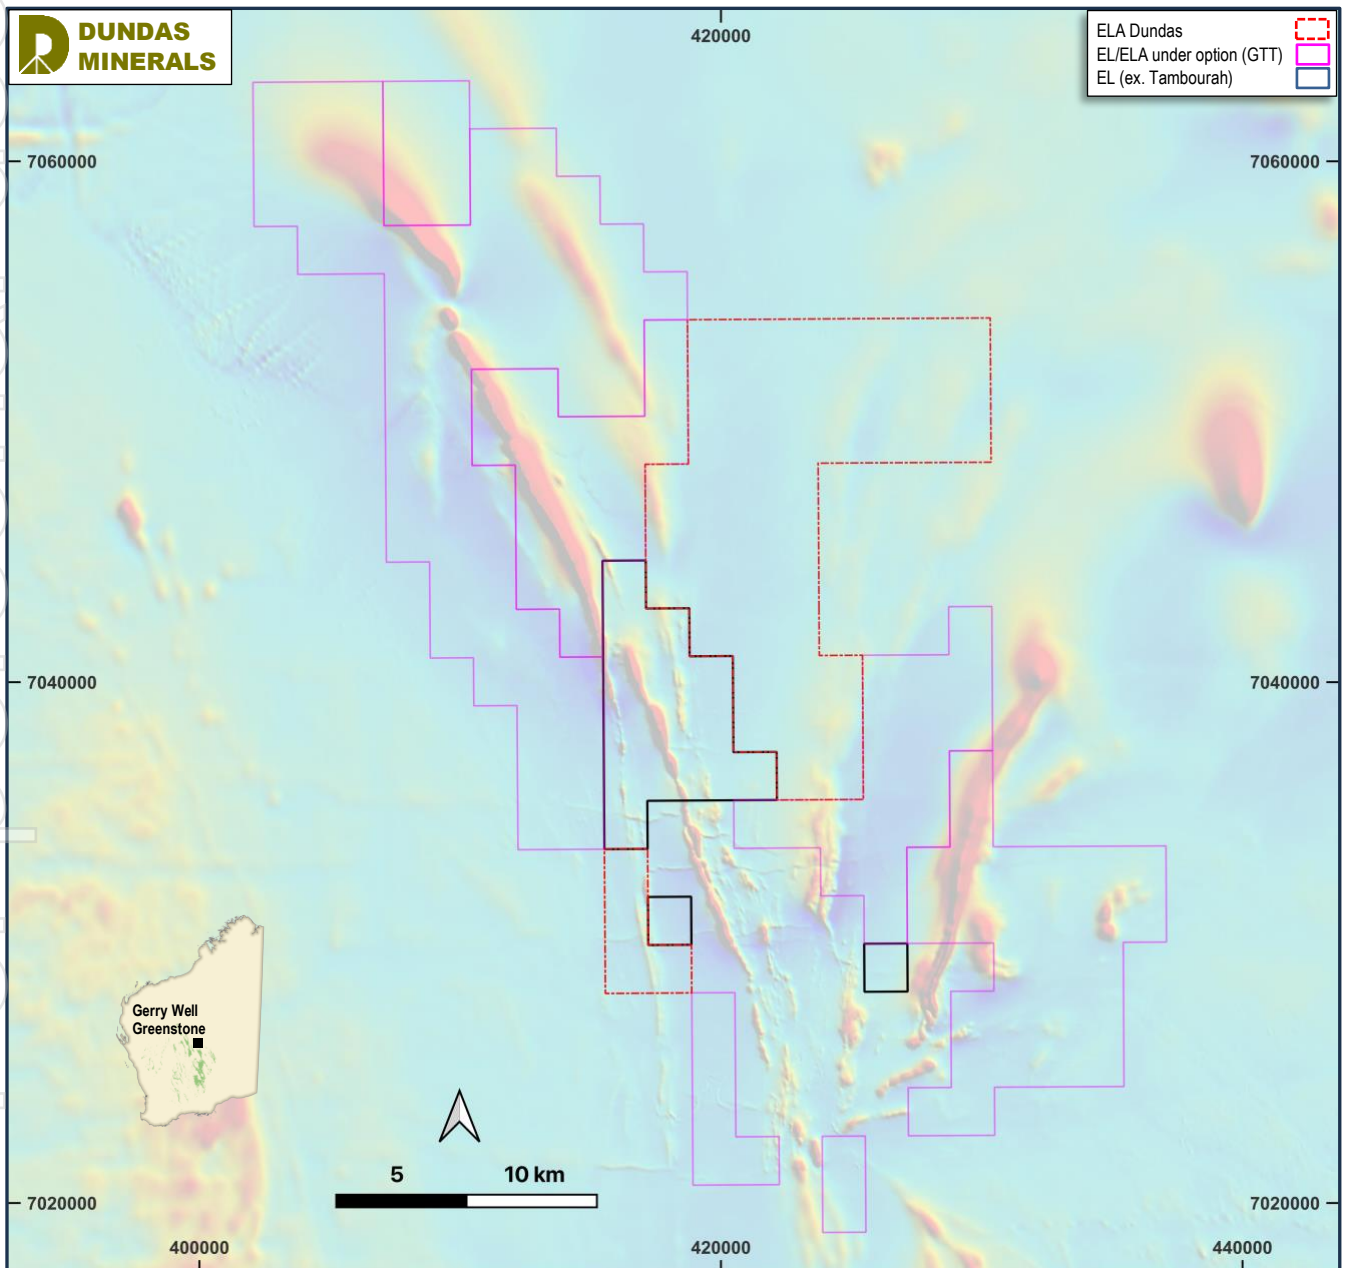 DUNDAS
MINERALS
420000
ELA Dundas
EL/ELA under option (GTT)
EL (ex. Tambourah)
7060000
7060000
7040000
7040000
Gerry Well
Greenstone
5
10 km
7020000
7020000
400000
420000
440000